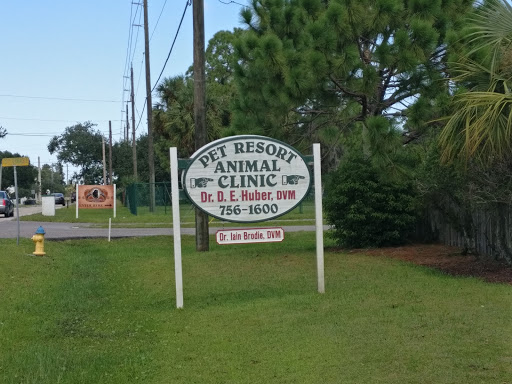 PET RESORT
ANIMAL
CLINIC
Dr. D. E. Huber, DVM
756-1600
Dr. Iain Brodie, DVM